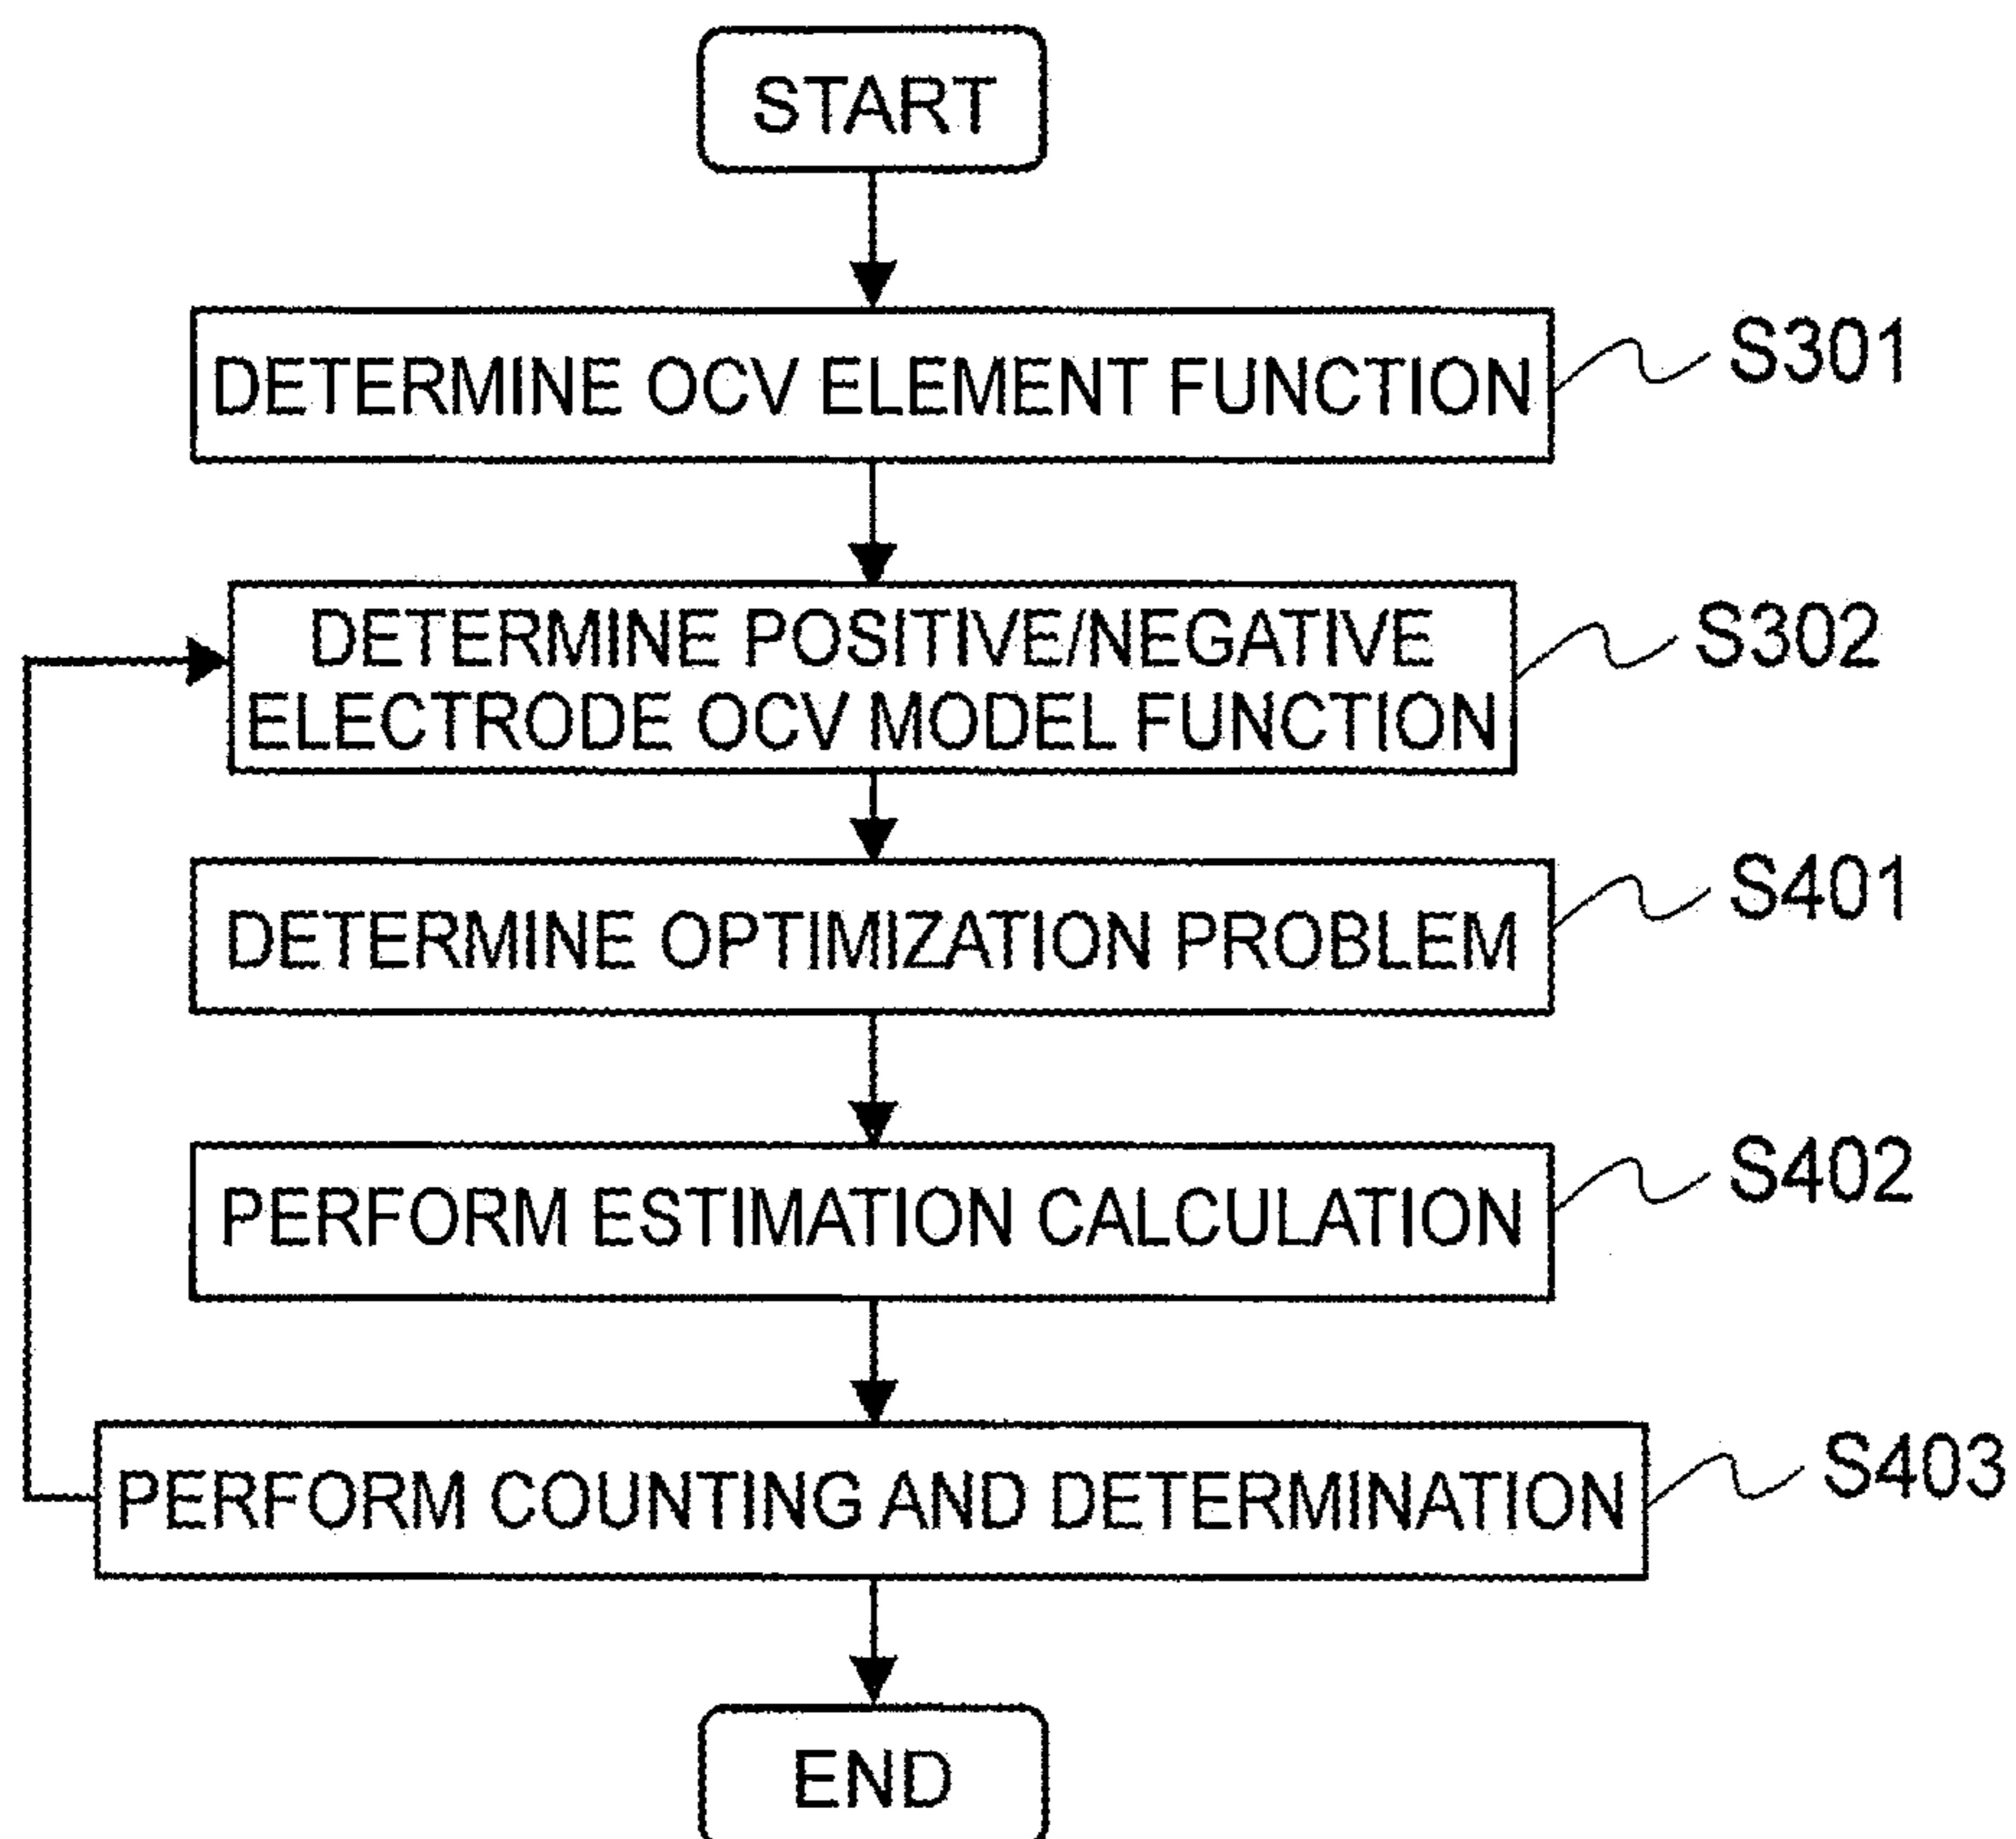 START
DETERMINE OCV ELEMENT FUNCTION
S301
DETERMINE POSITIVE/NEGATIVE
ELECTRODE OCV MODEL FUNCTION
S302
DETERMINE OPTIMIZATION PROBLEM
S401
PERFORM ESTIMATION CALCULATION
S402
PERFORM COUNTING AND DETERMINATION
S403
END